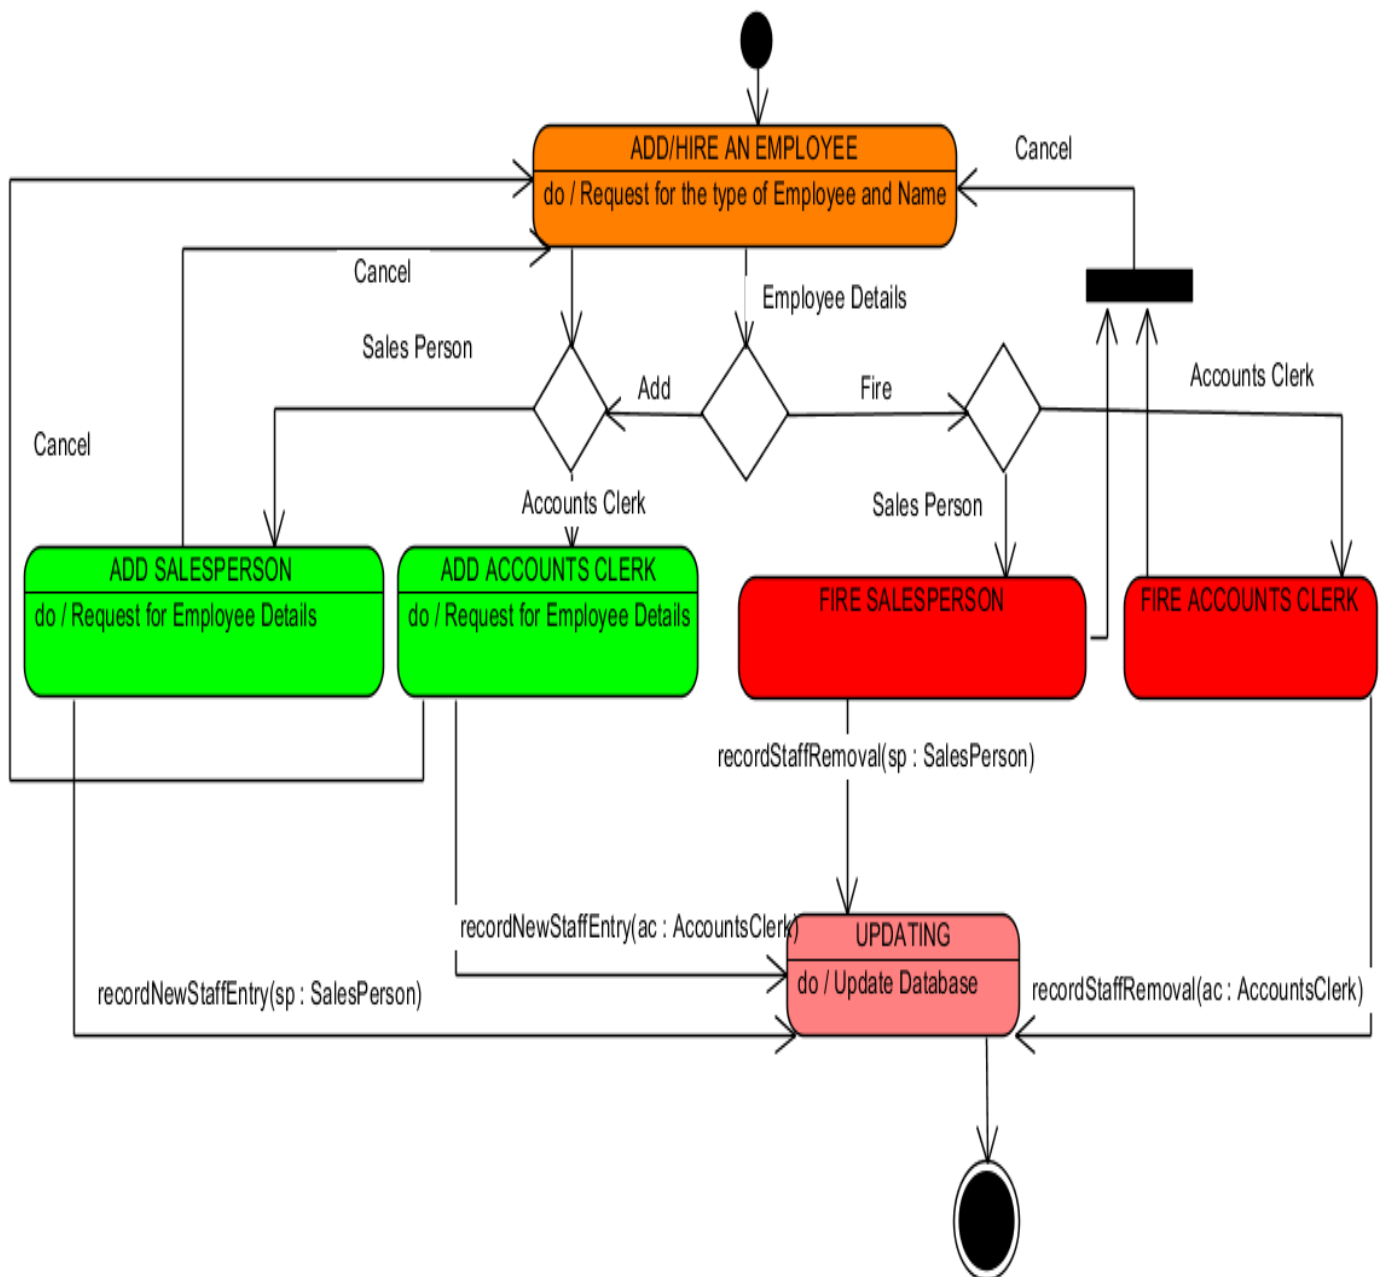 ADD/HIRE AN EMPLOYEE
Cancel
do / Request for the type of Employee and Name
Cancel
Employee Details
Sales Person
Add
Fire
Accounts Clerk
Cancel
Accounts Clerk
Sales Person
ADD SALESPERSON
do / Request for Employee Details
ADD ACCOUNTS CLERK
do / Request for Employee Details
FIRE SALESPERSON
FIRE ACCOUNTS CLERK
recordStaffRemoval(sp : SalesPerson)
recordNewStaffEntry(ac : AccountsClerk)
UPDATING
do / Update Database
recordNewStaffEntry(sp : SalesPerson)
recordStaffRemoval(ac : AccountsClerk)